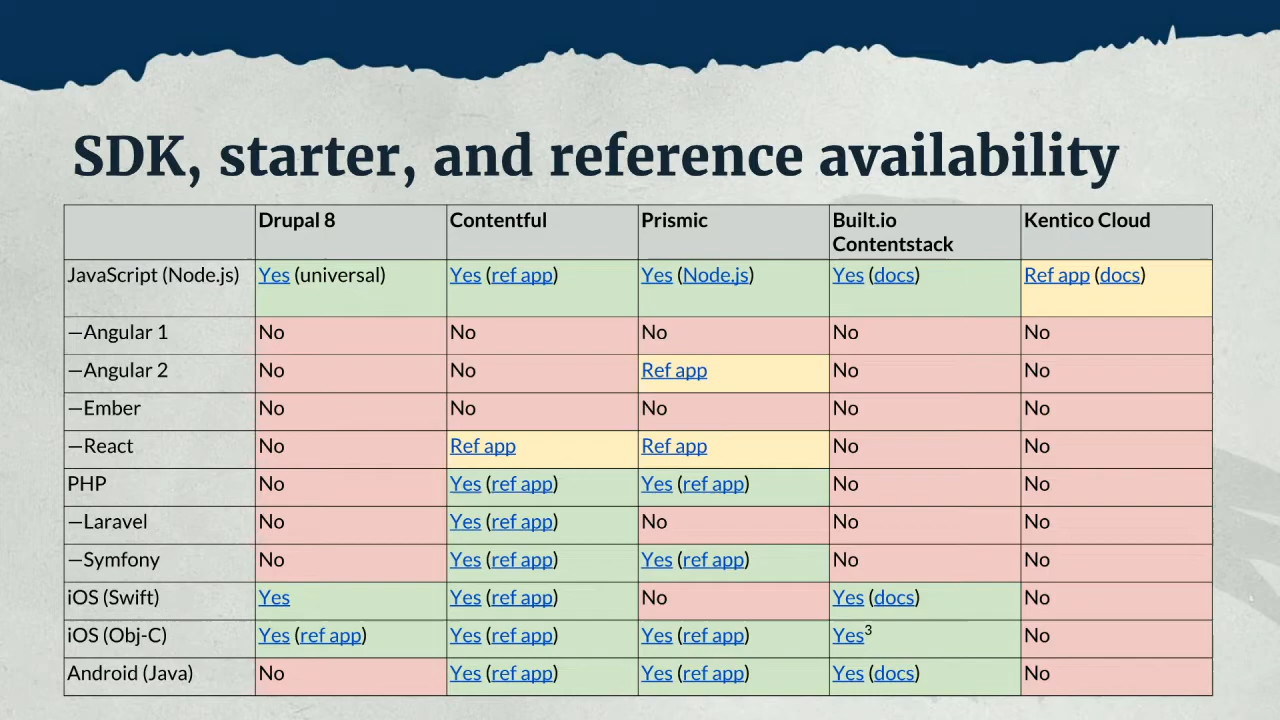 SDK, starter, and reference availability
Drupal 8 Contentful Prismic Built.io Contentstack Kentico Cloud
JavaScript (Node.js) Yes (universal) Yes (ref app) Yes (Node.js) Yes (docs) Ref app (docs)
—Angular 1 No No No No No
—Angular 2 No No Ref app No No
—Ember No No No No No
—React No Ref app Ref app No No
PHP No Yes (ref app) Yes (ref app) No No
—Laravel No Yes (ref app) No No No
—Symfony No Yes (ref app) Yes (ref app) No No
iOS (Swift) Yes Yes (ref app) No Yes (docs) No
iOS (Obj-C) Yes (ref app) Yes (ref app) Yes (ref app) Yes³ No
Android (Java) No Yes (ref app) Yes (ref app) Yes (docs) No